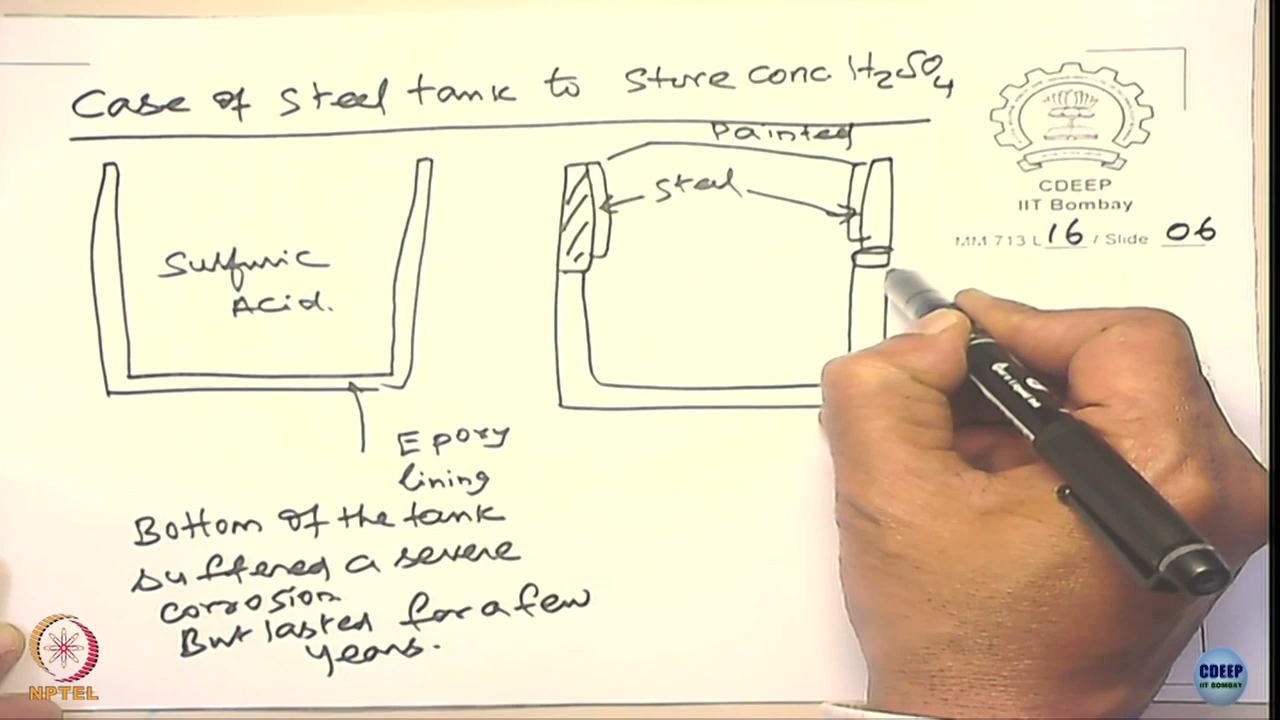 Case of steel tank to store conc. H₂SO₄
Painted
Steel
Sulfuric
Acid.
Epoxy
lining
Bottom of the tank
suffered a severe
corrosion
But lasted for a few
years.
CDEEP
IIT Bombay
MM 713 L 16 / Slide 06
NPTEL
CDEEP
IIT BOMBAY